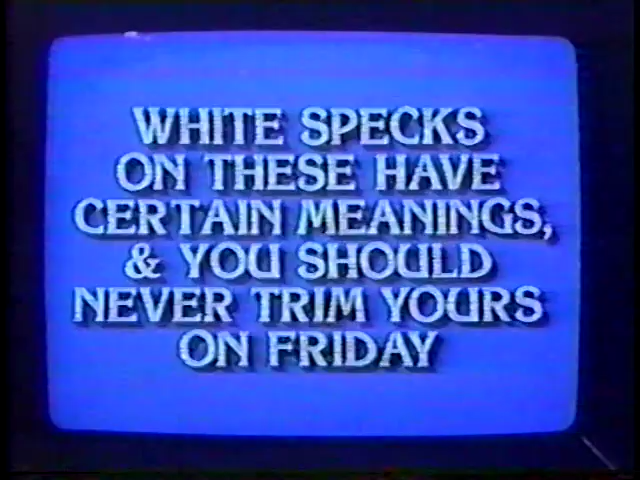 WHITE SPECKS
ON THESE HAVE
CERTAIN MEANINGS,
& YOU SHOULD
NEVER TRIM YOURS
ON FRIDAY